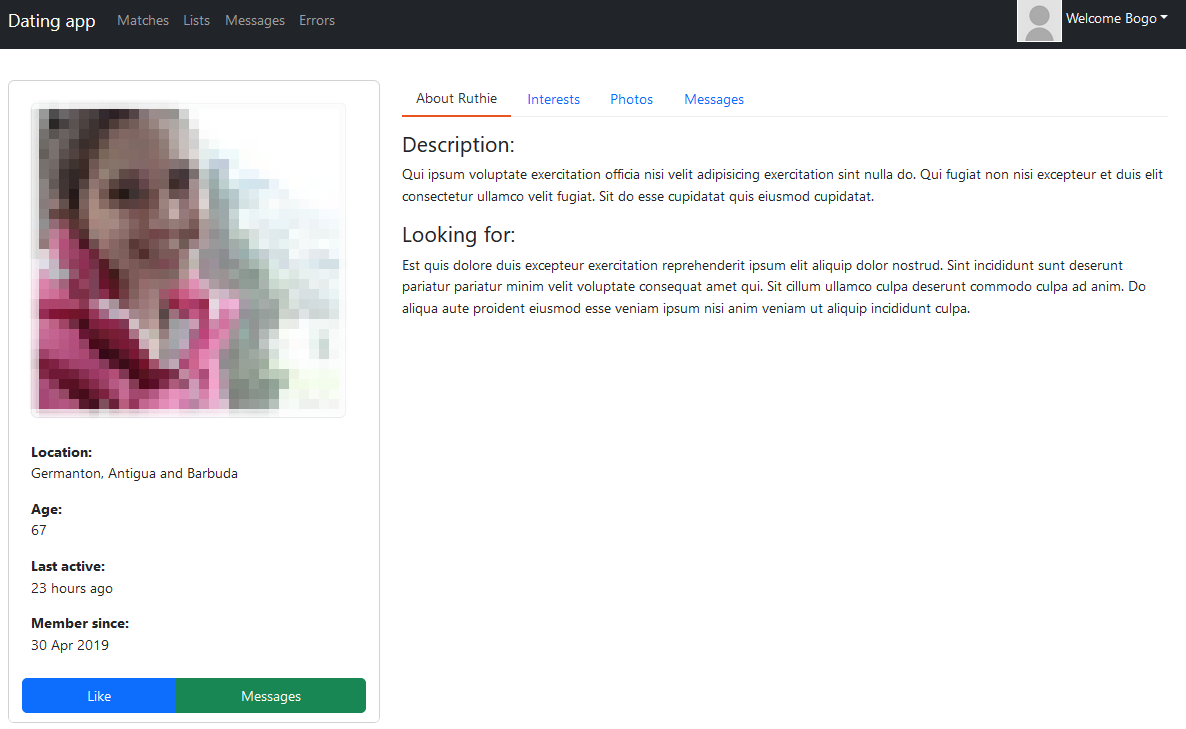 Dating app Matches Lists Messages Errors Welcome Bogo
Location:
Germanton, Antigua and Barbuda
Age:
67
Last active:
23 hours ago
Member since:
30 Apr 2019
Like Messages
About Ruthie Interests Photos Messages
Description:
Qui ipsum voluptate exercitation officia nisi velit adipisicing exercitation sint nulla do. Qui fugiat non nisi excepteur et duis elit
consectetur ullamco velit fugiat. Sit do esse cupidatat quis eiusmod cupidatat.
Looking for:
Est quis dolore duis excepteur exercitation reprehenderit ipsum elit aliquip dolor nostrud. Sint incididunt sunt deserunt
pariatur pariatur minim velit voluptate consequat amet qui. Sit cillum ullamco culpa deserunt commodo culpa ad anim. Do
aliqua aute proident eiusmod esse veniam ipsum nisi anim veniam ut aliquip incididunt culpa.